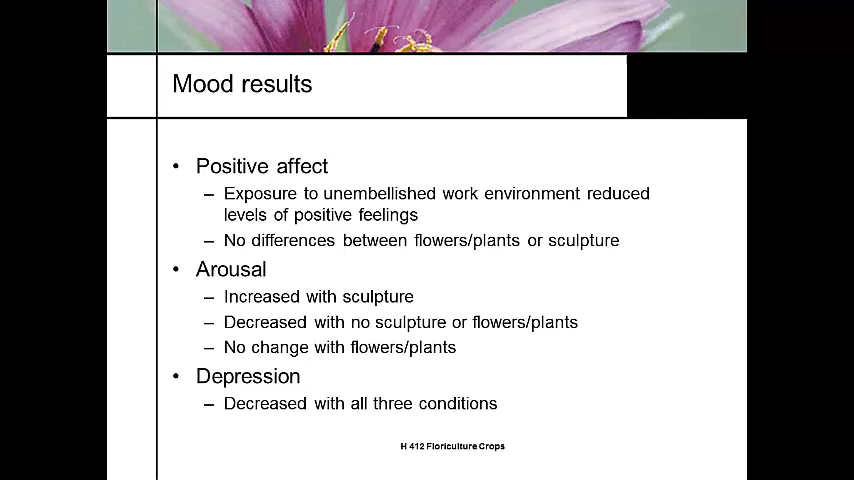 Mood results
• Positive affect
– Exposure to unembellished work environment reduced
levels of positive feelings
– No differences between flowers/plants or sculpture
• Arousal
– Increased with sculpture
– Decreased with no sculpture or flowers/plants
– No change with flowers/plants
• Depression
– Decreased with all three conditions
H 412 Floriculture Crops